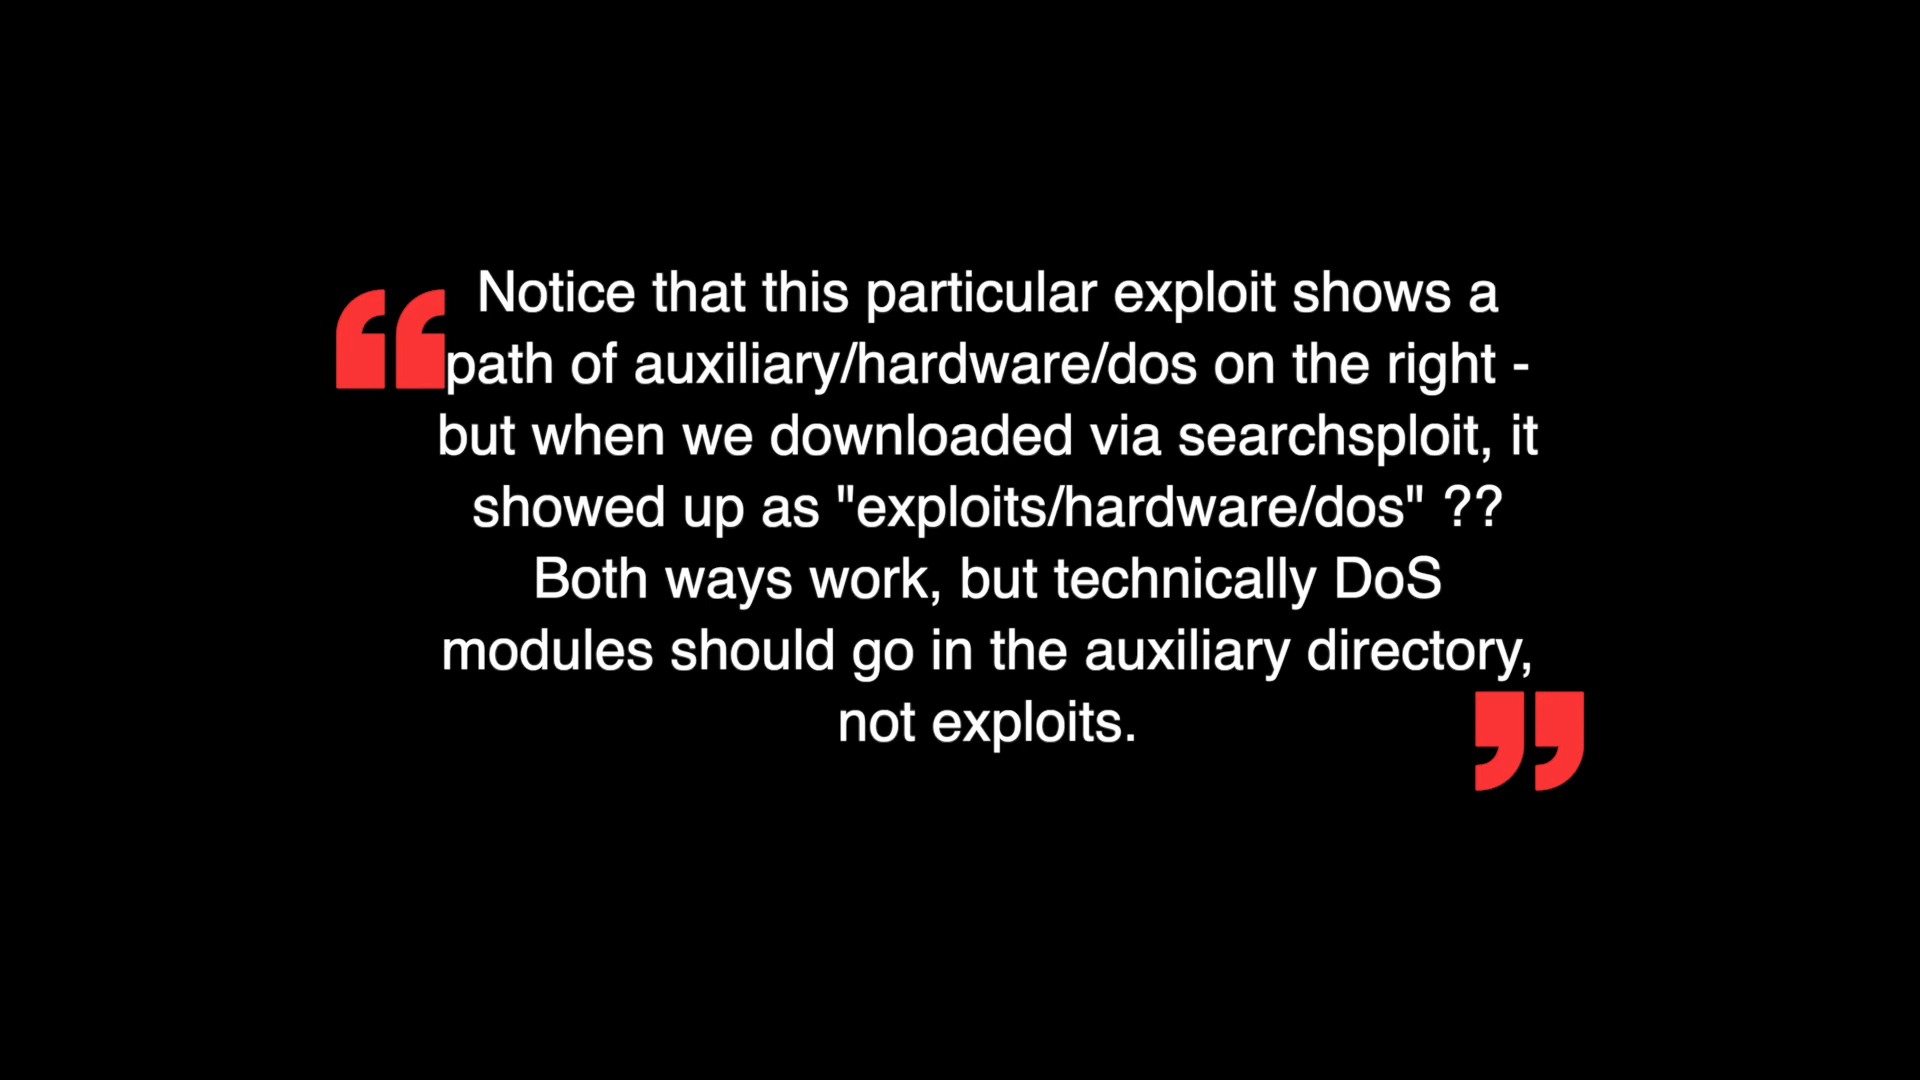 Notice that this particular exploit shows a
path of auxiliary/hardware/dos on the right -
but when we downloaded via searchsploit, it
showed up as "exploits/hardware/dos" ??
Both ways work, but technically DoS
modules should go in the auxiliary directory,
not exploits.